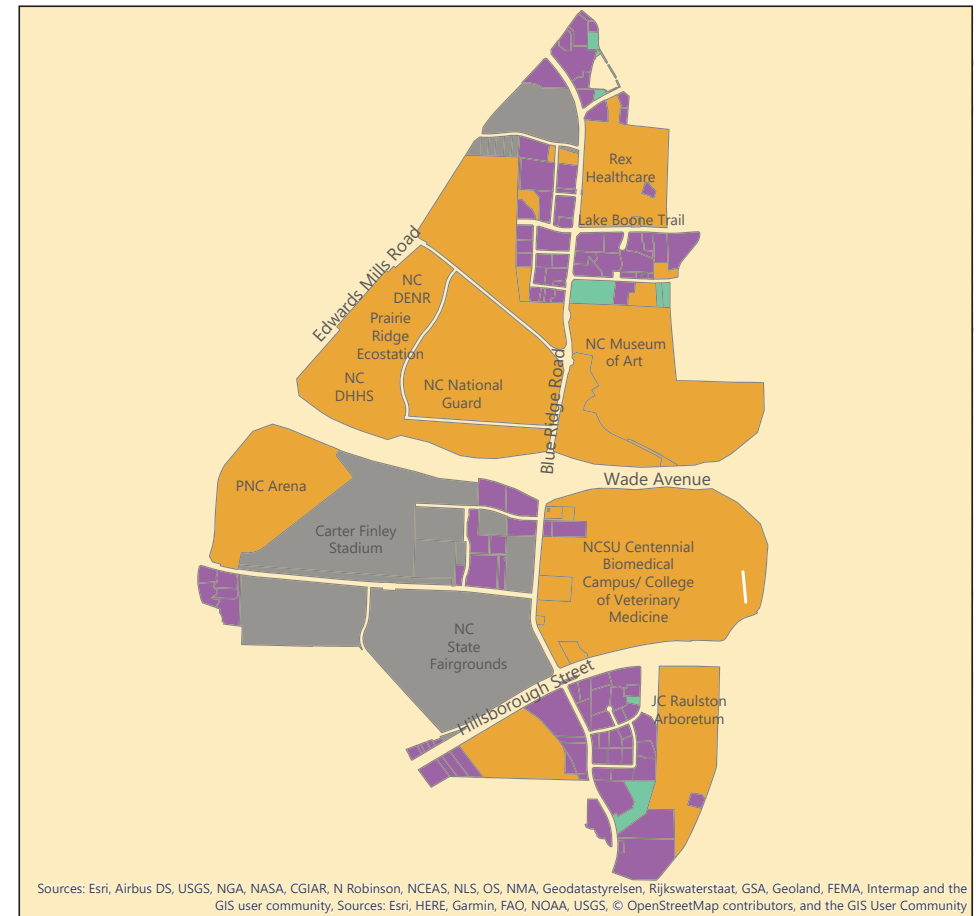 Rex
Healthcare
Lake Boone Trail
Edwards Mills Road
NC
DENR
Prairie
Ridge
Ecostation
NC
DHHS
NC National
Guard
NC Museum
of Art
Blue Ridge Road
Wade Avenue
PNC Arena
Carter Finley
Stadium
NCSU Centennial
Biomedical
Campus/ College
of Veterinary
Medicine
NC
State
Fairgrounds
Hillsborough Street
JC Raulston
Arboretum
Sources: Esri, Airbus DS, USGS, NGA, NASA, CGIAR, N Robinson, NCEAS, NLS, OS, NMA, Geodatastyrelsen, Rijkswaterstaat, GSA, Geoland, FEMA, Intermap and the
GIS user community, Sources: Esri, HERE, Garmin, FAO, NOAA, USGS, © OpenStreetMap contributors, and the GIS User Community